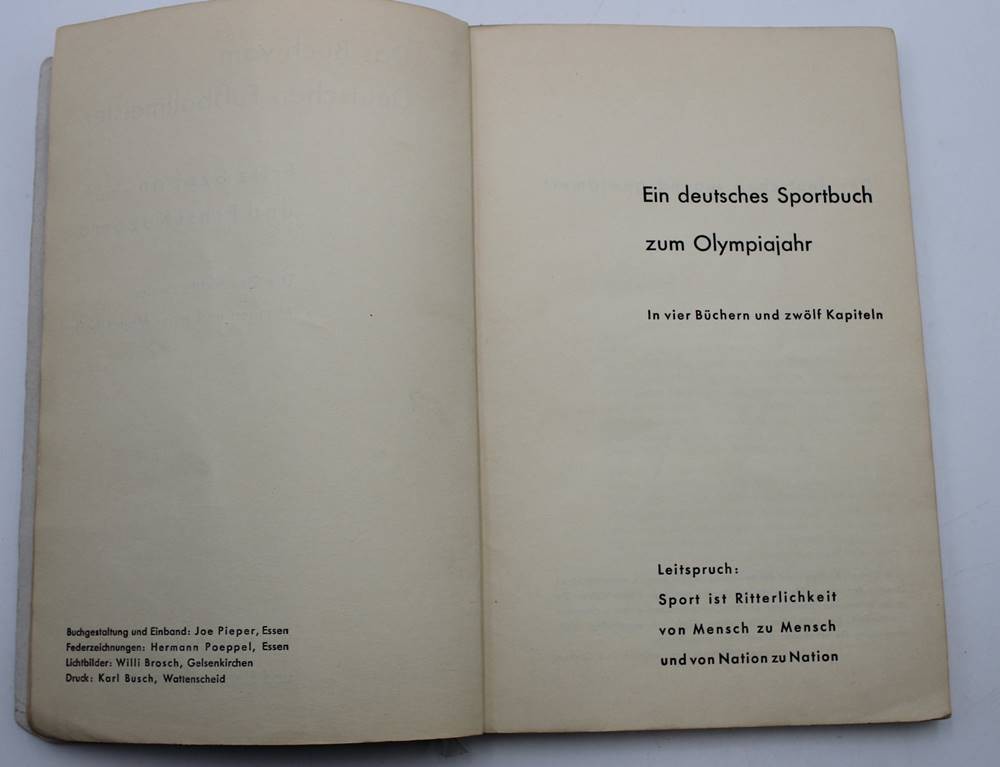 Buchgestaltung und Einband: Joe Pieper, Essen
Federzeichnungen: Hermann Poeppel, Essen
Lichtbilder: Willi Brosch, Gelsenkirchen
Druck: Karl Busch, Wattenscheid
Ein deutsches Sportbuch
zum Olympiajahr
In vier Büchern und zwölf Kapiteln
Leitspruch:
Sport ist Ritterlichkeit
von Mensch zu Mensch
und von Nation zu Nation